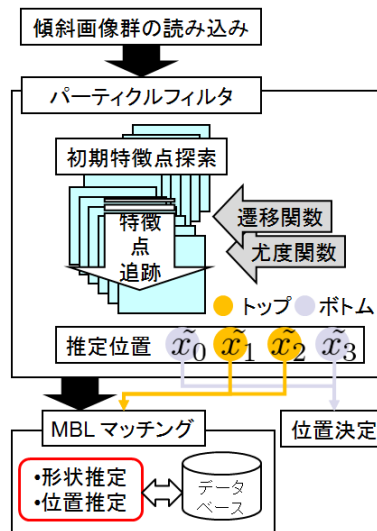 傾斜画像群の読み込み
パーティクルフィルタ
初期特徴点探索
特徴
点
追跡
遷移関数
尤度関数
トップ
ボトム
推定位置 x̃0 x̃1 x̃2 x̃3
MBL マッチング
位置決定
•形状推定
•位置推定
データ
ベース